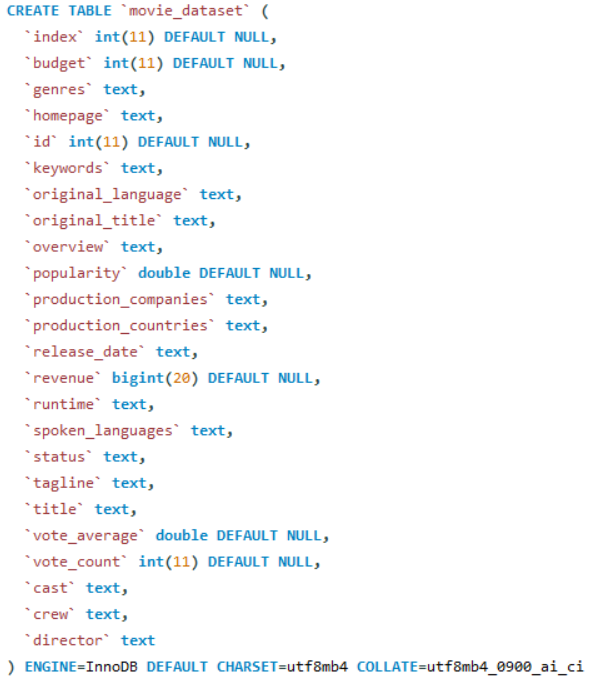 CREATE TABLE `movie_dataset` (
`index` int(11) DEFAULT NULL,
`budget` int(11) DEFAULT NULL,
`genres` text,
`homepage` text,
`id` int(11) DEFAULT NULL,
`keywords` text,
`original_language` text,
`original_title` text,
`overview` text,
`popularity` double DEFAULT NULL,
`production_companies` text,
`production_countries` text,
`release_date` text,
`revenue` bigint(20) DEFAULT NULL,
`runtime` text,
`spoken_languages` text,
`status` text,
`tagline` text,
`title` text,
`vote_average` double DEFAULT NULL,
`vote_count` int(11) DEFAULT NULL,
`cast` text,
`crew` text,
`director` text
) ENGINE=InnoDB DEFAULT CHARSET=utf8mb4 COLLATE=utf8mb4_0900_ai_ci